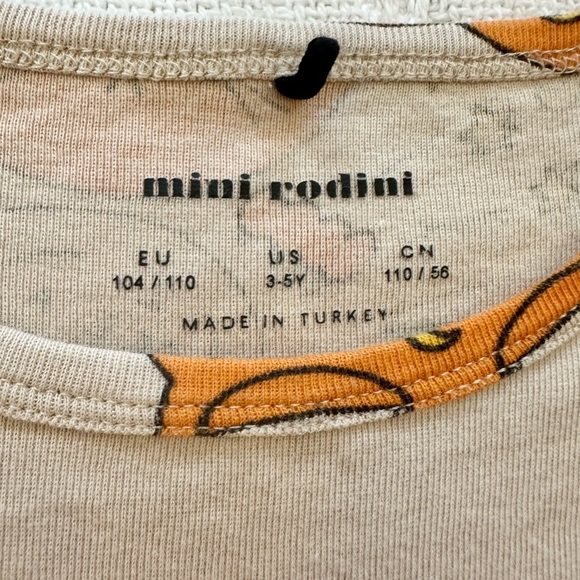 mini rodini
EU US CN
104 / 110 3-5Y 110 / 56
MADE IN TURKEY